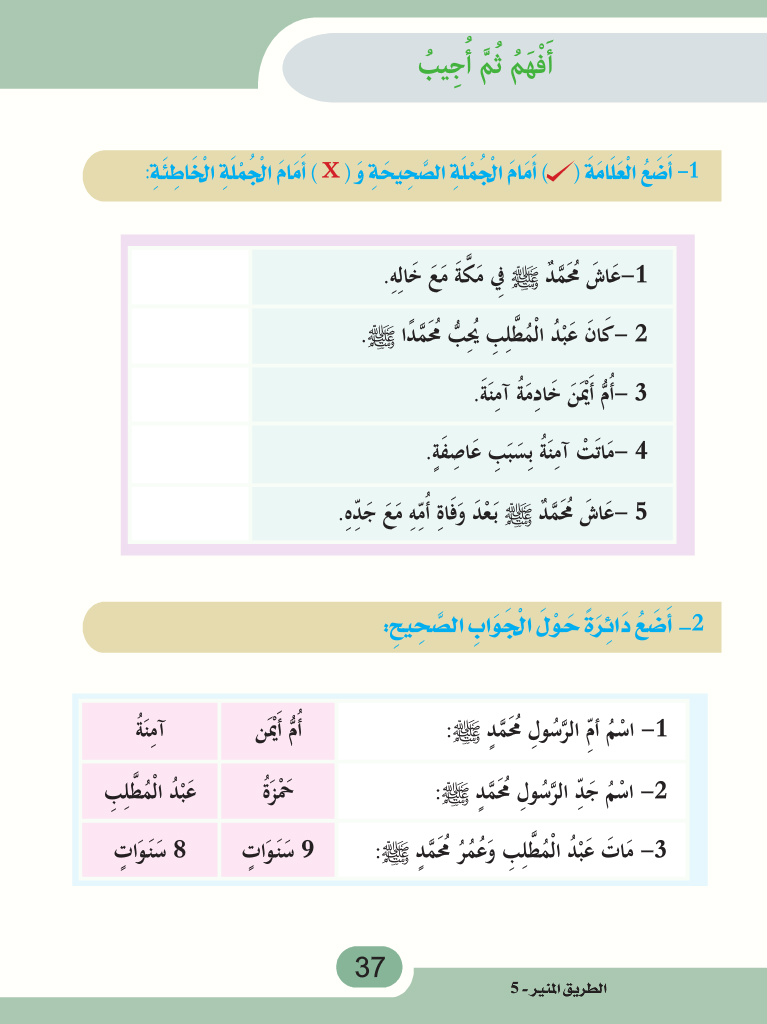 أَفْهَمُ ثُمَّ أُجِيبُ
1- أَضَعُ الْعَلَامَةَ (✓) أَمَامَ الْجُمْلَةِ الصَّحِيحَةِ وَ ( X ) أَمَامَ الْجُمْلَةِ الْخَاطِئَةِ:
1-عَاشَ مُحَمَّدٌ ﷺ فِي مَكَّةَ مَعَ خَالِهِ.
2 -كَانَ عَبْدُ الْمُطَّلِبِ يُحِبُّ مُحَمَّدًا ﷺ.
3 -أُمُّ أَيْمَنَ خَادِمَةُ آمِنَةَ.
4 -مَاتَتْ آمِنَةُ بِسَبَبِ عَاصِفَةٍ.
5 -عَاشَ مُحَمَّدٌ ﷺ بَعْدَ وَفَاةِ أُمِّهِ مَعَ جَدِّهِ.
2- أَضَعُ دَائِرَةً حَوْلَ الْجَوَابِ الصَّحِيحِ:
1- اسْمُ أمِّ الرَّسُولِ مُحَمَّدٍ ﷺ: أُمُّ أَيْمَن آمِنَةُ
2- اسْمُ جَدِّ الرَّسُولِ مُحَمَّدٍ ﷺ: حَمْزَةُ عَبْدُ الْمُطَّلِبِ
3- مَاتَ عَبْدُ الْمُطَّلِبِ وَعُمُرُ مُحَمَّدٍ ﷺ: 9 سَنَوَاتٍ 8 سَنَوَاتٍ
37
الطريق المنير - 5